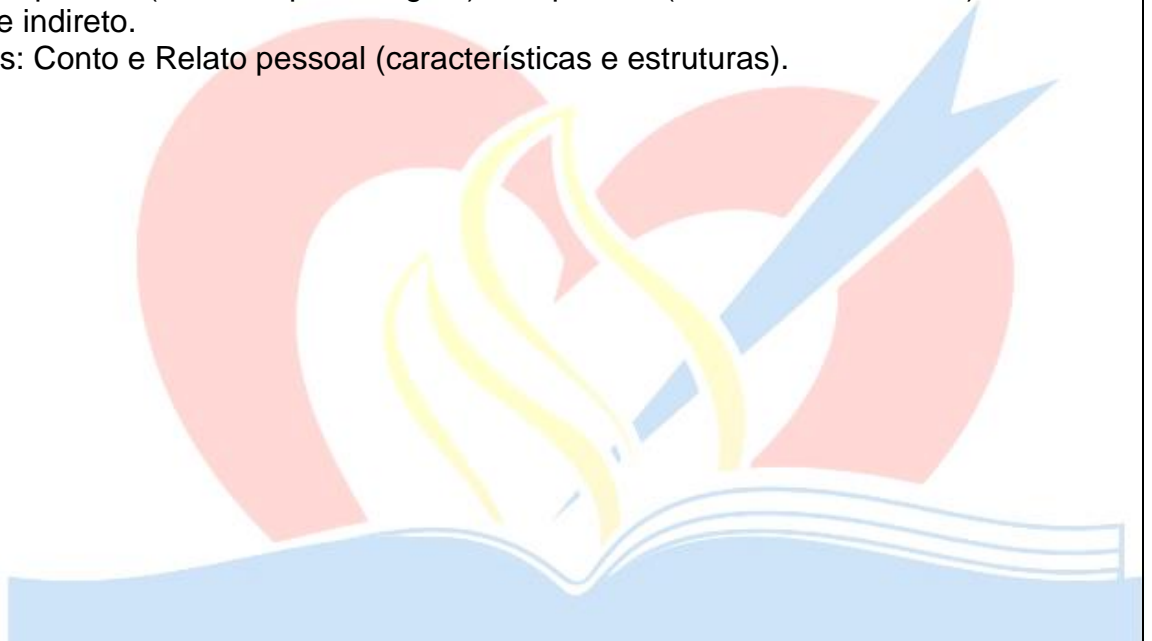 e indireto.
s: Conto e Relato pessoal (características e estruturas).